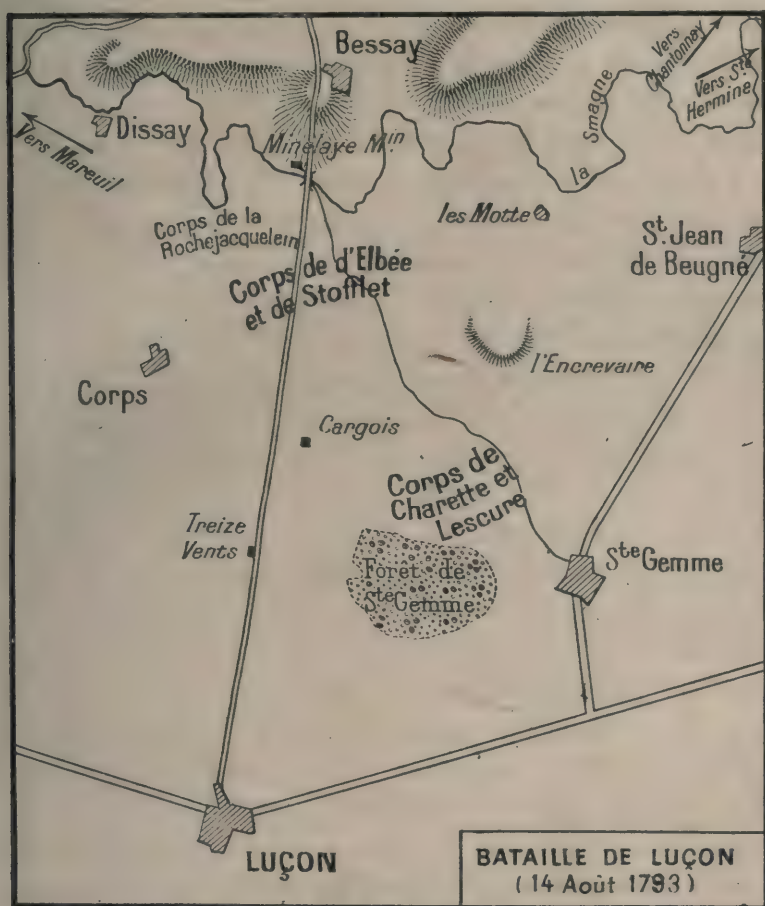 Bessay
Vers
Chantonnay
Vers Ste
Hermine
Dissay
Vers Mareuil
Minelaye Min
la Smagne
les Motte
Corps de la
Rochejacquelein
Corps de d'Elbée
et de Stofflet
St. Jean
de Beugné
l'Encrevaire
Corps
Cargois
Corps de
Charette et
Lescure
Treize
Vents
Forêt de
Ste Gemme
Ste Gemme
LUÇON
BATAILLE DE LUÇON
(14 Août 1793)